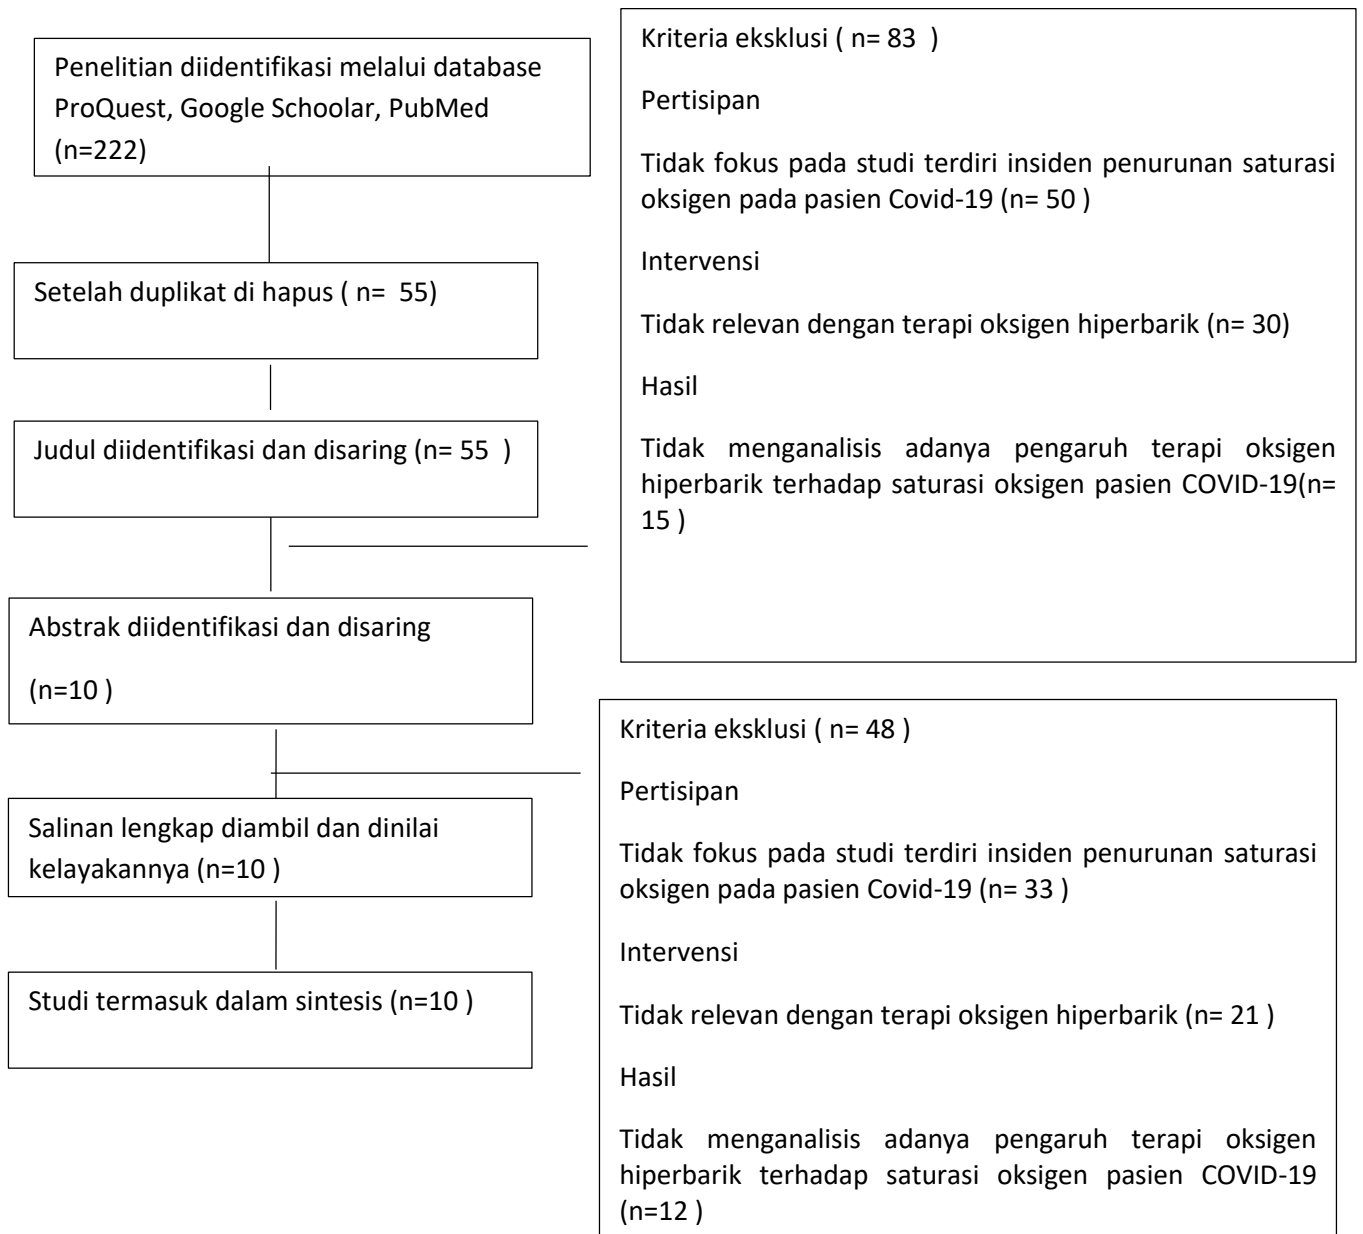 Penelitian diidentifikasi melalui database
ProQuest, Google Schoolar, PubMed
(n=222)
Setelah duplikat di hapus ( n=  55)
Judul diidentifikasi dan disaring (n= 55  )
Abstrak diidentifikasi dan disaring
(n=10 )
Salinan lengkap diambil dan dinilai
kelayakannya (n=10 )
Studi termasuk dalam sintesis (n=10 )
Kriteria eksklusi ( n= 83  )
Pertisipan
Tidak fokus pada studi terdiri insiden penurunan saturasi
oksigen pada pasien Covid-19 (n= 50 )
Intervensi
Tidak relevan dengan terapi oksigen hiperbarik (n= 30)
Hasil
Tidak menganalisis adanya pengaruh terapi oksigen
hiperbarik terhadap saturasi oksigen pasien COVID-19(n=
15 )
Kriteria eksklusi ( n= 48 )
Pertisipan
Tidak fokus pada studi terdiri insiden penurunan saturasi
oksigen pada pasien Covid-19 (n= 33 )
Intervensi
Tidak relevan dengan terapi oksigen hiperbarik (n= 21 )
Hasil
Tidak menganalisis adanya pengaruh terapi oksigen
hiperbarik terhadap saturasi oksigen pasien COVID-19
(n=12 )